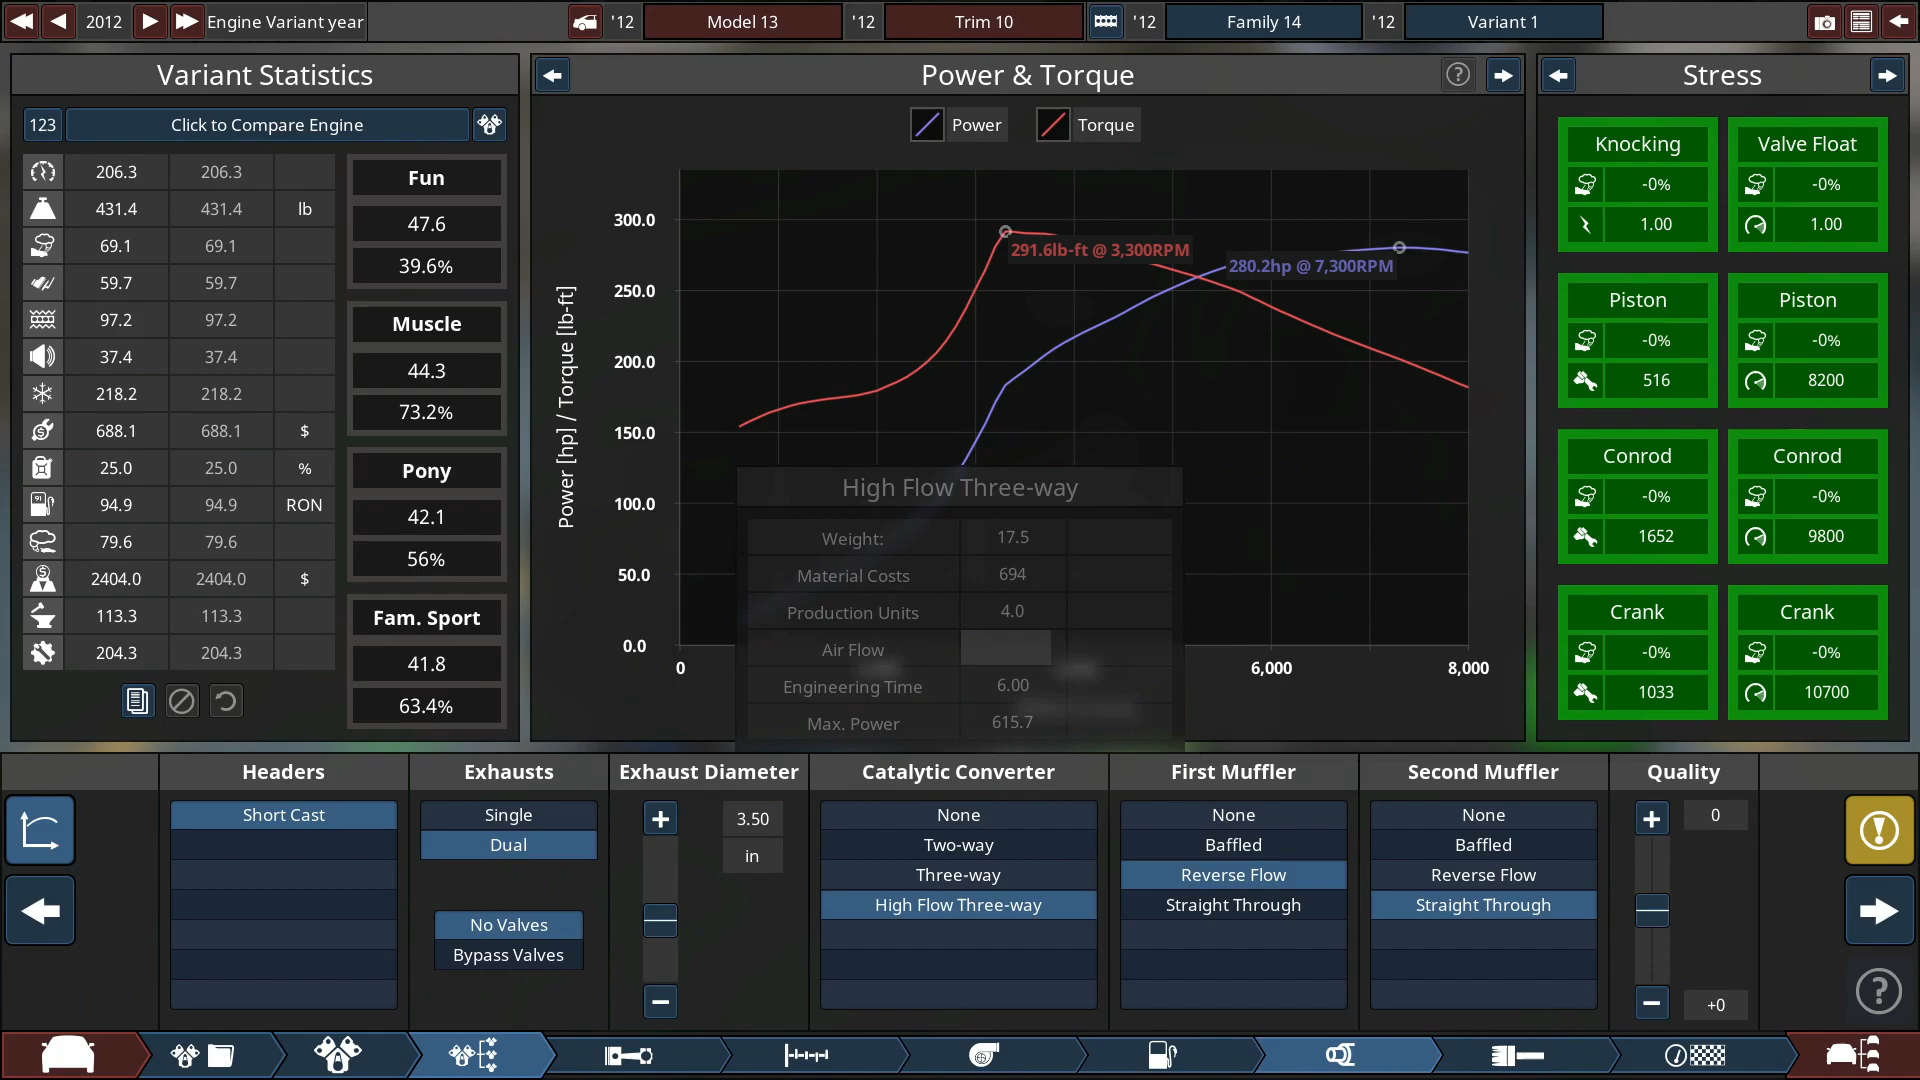 2012
Engine Variant year
'12
Model 13
'12
Trim 10
'12
Family 14
'12
Variant 1
Variant Statistics
123
Click to Compare Engine
206.3 206.3
431.4 431.4 lb
69.1 69.1
59.7 59.7
97.2 97.2
37.4 37.4
218.2 218.2
688.1 688.1 $
25.0 25.0 %
94.9 94.9 RON
79.6 79.6
2404.0 2404.0 $
113.3 113.3
204.3 204.3
Fun
47.6
39.6%
Muscle
44.3
73.2%
Pony
42.1
56%
Fam. Sport
41.8
63.4%
Power & Torque
?
Power
Torque
Power [hp] / Torque [lb-ft]
300.0
250.0
200.0
150.0
100.0
50.0
0.0
0
6,000
8,000
291.6lb-ft @ 3,300RPM
280.2hp @ 7,300RPM
High Flow Three-way
Weight: 17.5
Material Costs 694
Production Units 4.0
Air Flow
Engineering Time 6.00
Max. Power 615.7
Stress
Knocking
-0%
1.00
Valve Float
-0%
1.00
Piston
-0%
516
Piston
-0%
8200
Conrod
-0%
1652
Conrod
-0%
9800
Crank
-0%
1033
Crank
-0%
10700
Headers
Short Cast
Exhausts
Single
Dual
No Valves
Bypass Valves
Exhaust Diameter
3.50
in
Catalytic Converter
None
Two-way
Three-way
High Flow Three-way
First Muffler
None
Baffled
Reverse Flow
Straight Through
Second Muffler
None
Baffled
Reverse Flow
Straight Through
Quality
0
+0
?